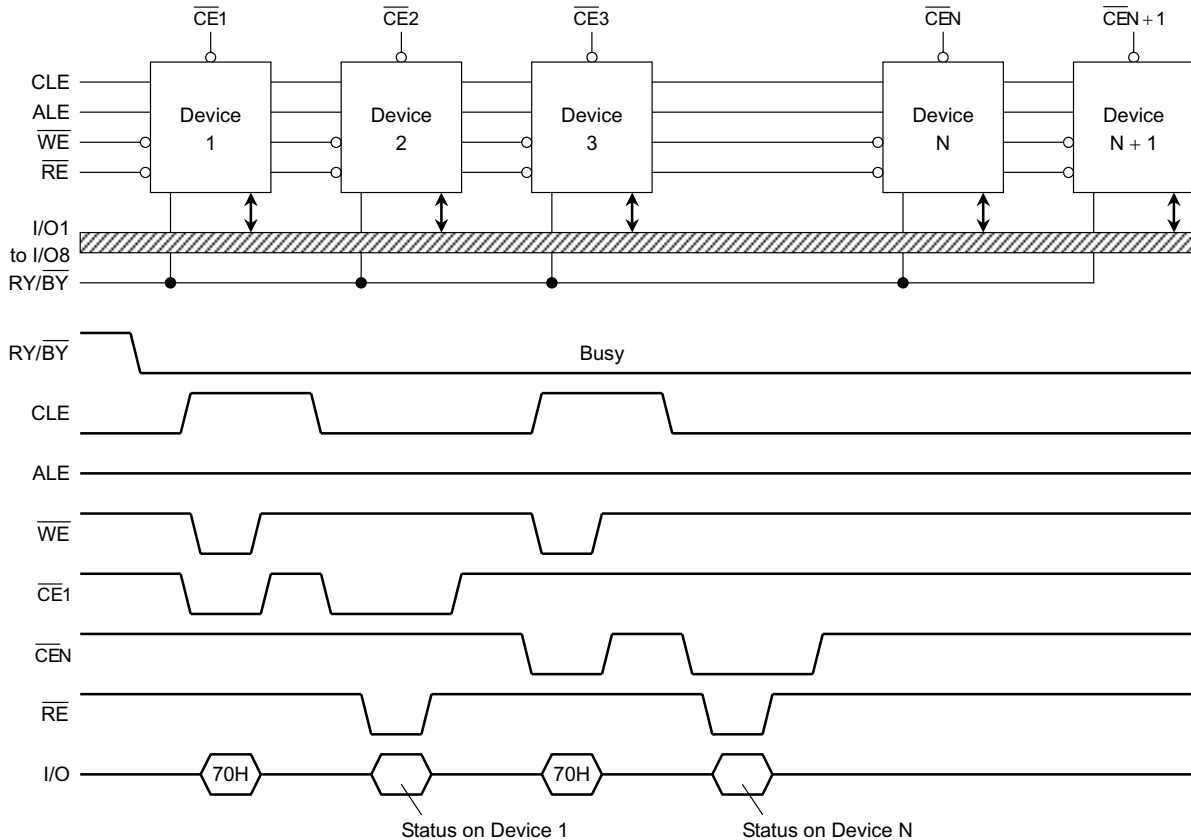 CE1 CE2 CE3 CEN CEN + 1
CLE
ALE
WE
RE
Device 1
Device 2
Device 3
Device N
Device N + 1
I/O1 to I/O8
RY/BY
RY/BY Busy
CLE
ALE
WE
CE1
CEN
RE
I/O 70H 70H
Status on Device 1 Status on Device N